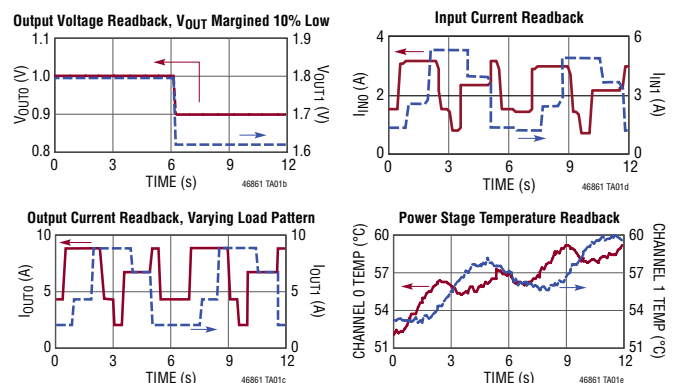 Output Voltage Readback, VOUT Margined 10% Low
1.1
1.0
0.9
0.8
VOUT0 (V)
1.9
1.8
1.7
1.6
VOUT1 (V)
0 3 6 9 12
TIME (s)
46861 TA01b
Input Current Readback
4
2
0
IIN0 (A)
6
5
3
2
0
IIN1 (A)
0 3 6 9 12
TIME (s)
46861 TA01d
Output Current Readback, Varying Load Pattern
10
5
0
IOUT0 (A)
10
5
0
IOUT1 (A)
0 3 6 9 12
TIME (s)
46861 TA01c
Power Stage Temperature Readback
60
57
54
51
CHANNEL 0 TEMP (°C)
60
56
54
51
CHANNEL 1 TEMP (°C)
0 3 6 9 12
TIME (s)
46861 TA01e